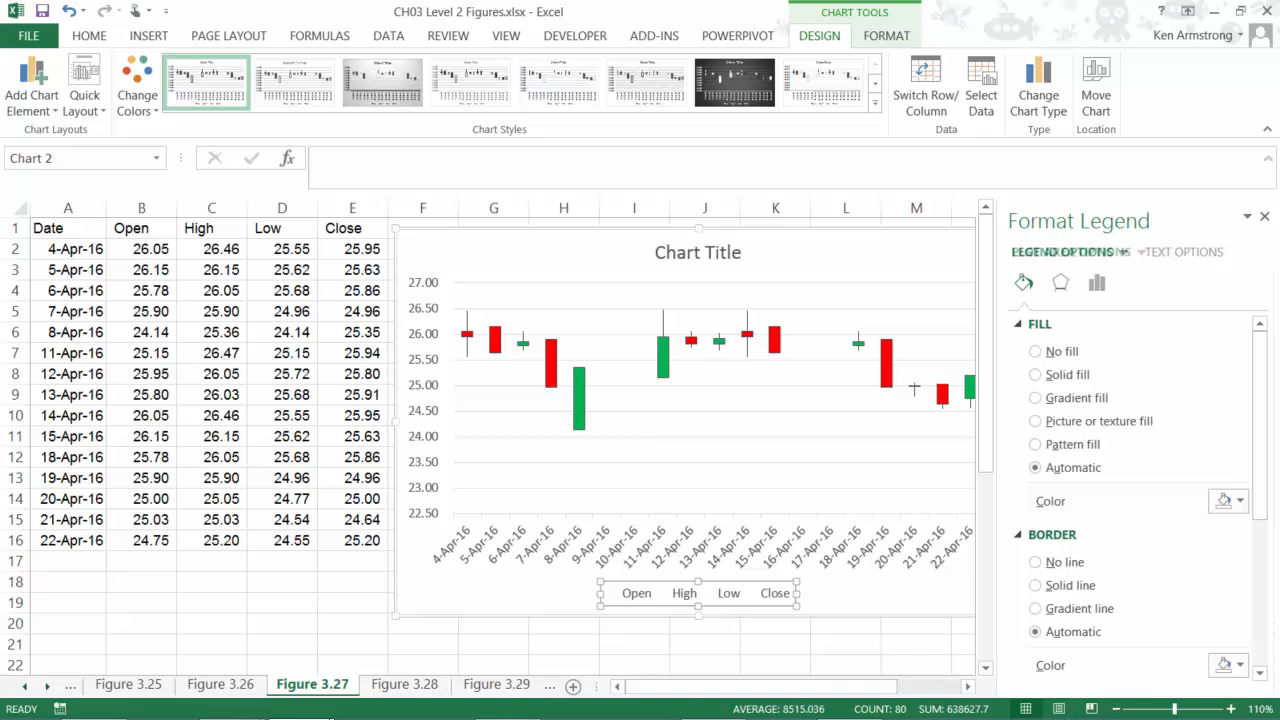 CH03 Level 2 Figures.xlsx - Excel
CHART TOOLS
?
FILE HOME INSERT PAGE LAYOUT FORMULAS DATA REVIEW VIEW DEVELOPER ADD-INS POWERPIVOT DESIGN FORMAT
Ken Armstrong
Add Chart Element
Quick Layout
Change Colors
Switch Row/ Column
Select Data
Change Chart Type
Move Chart
Chart Layouts
Chart Styles
Data
Type
Location
Chart 2
fx
A B C D E F G H I J K L M
1 Date Open High Low Close
2 4-Apr-16 26.05 26.46 25.55 25.95
3 5-Apr-16 26.15 26.15 25.62 25.63
4 6-Apr-16 25.78 26.05 25.68 25.86
5 7-Apr-16 25.90 25.90 24.96 24.96
6 8-Apr-16 24.14 25.36 24.14 25.35
7 11-Apr-16 25.15 26.47 25.15 25.94
8 12-Apr-16 25.95 26.05 25.72 25.80
9 13-Apr-16 25.80 26.03 25.68 25.91
10 14-Apr-16 26.05 26.46 25.55 25.95
11 15-Apr-16 26.15 26.15 25.62 25.63
12 18-Apr-16 25.78 26.05 25.68 25.86
13 19-Apr-16 25.90 25.90 24.96 24.96
14 20-Apr-16 25.00 25.05 24.77 25.00
15 21-Apr-16 25.03 25.03 24.54 24.64
16 22-Apr-16 24.75 25.20 24.55 25.20
17
18
19
20
21
22
Chart Title
27.00
26.50
26.00
25.50
25.00
24.50
24.00
23.50
23.00
22.50
4-Apr-16 5-Apr-16 6-Apr-16 7-Apr-16 8-Apr-16 9-Apr-16 10-Apr-16 11-Apr-16 12-Apr-16 13-Apr-16 14-Apr-16 15-Apr-16 16-Apr-16 17-Apr-16 18-Apr-16 19-Apr-16 20-Apr-16 21-Apr-16 22-Apr-16
Open High Low Close
Format Legend
LEGEND OPTIONS TEXT OPTIONS
FILL
No fill
Solid fill
Gradient fill
Picture or texture fill
Pattern fill
Automatic
Color
BORDER
No line
Solid line
Gradient line
Automatic
Color
... Figure 3.25 Figure 3.26 Figure 3.27 Figure 3.28 Figure 3.29 ...
READY
AVERAGE: 8515.036 COUNT: 80 SUM: 638627.7
110%